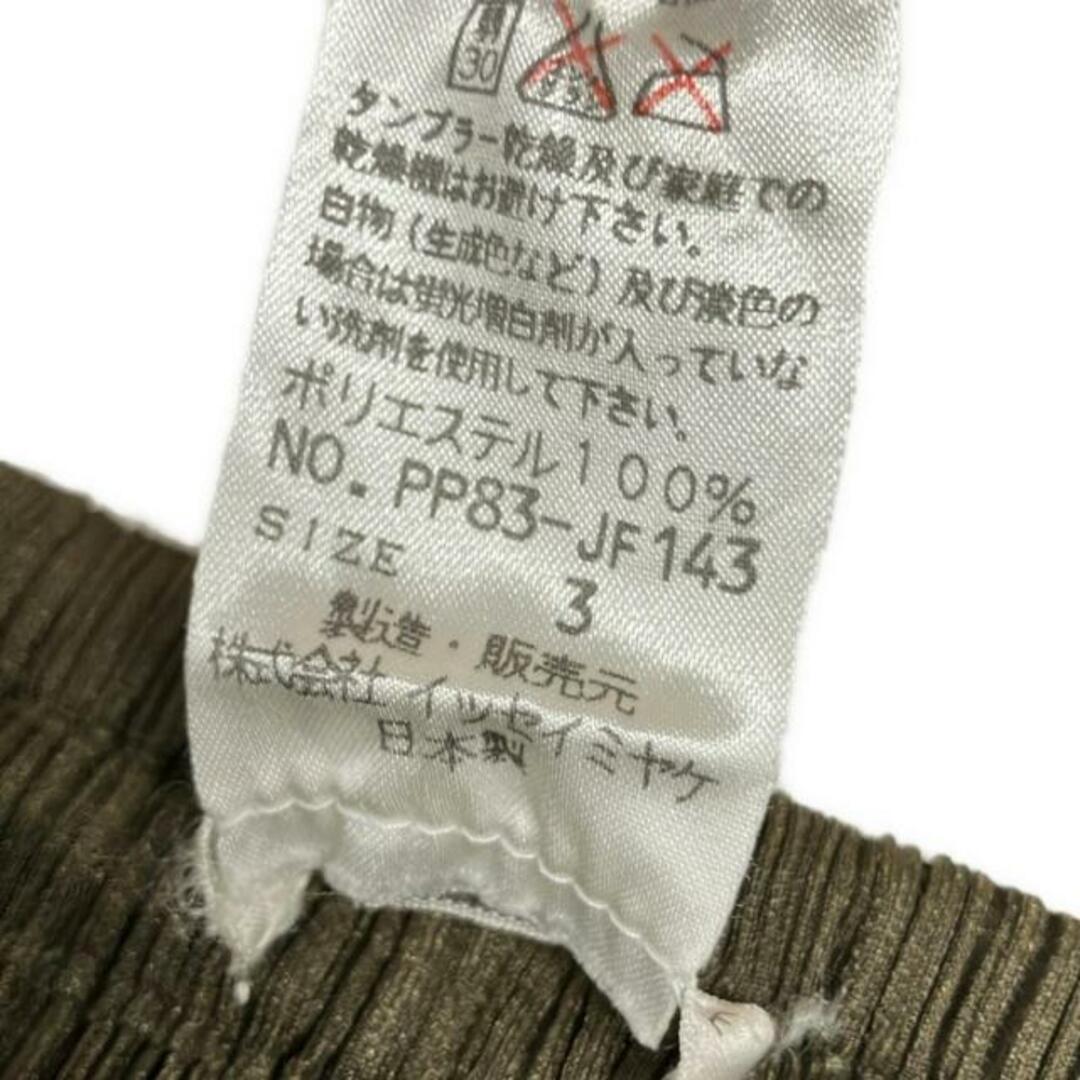 30
タンブラー乾燥及び家庭での
乾燥機はお避け下さい。
白物(生成色など)及び淡色の
場合は蛍光増白剤が入っていな
い洗剤を使用して下さい。
ポリエステル100%
NO. PP83-JF143
SIZE 3
製造・販売元
株式会社イッセイミヤケ
日本製